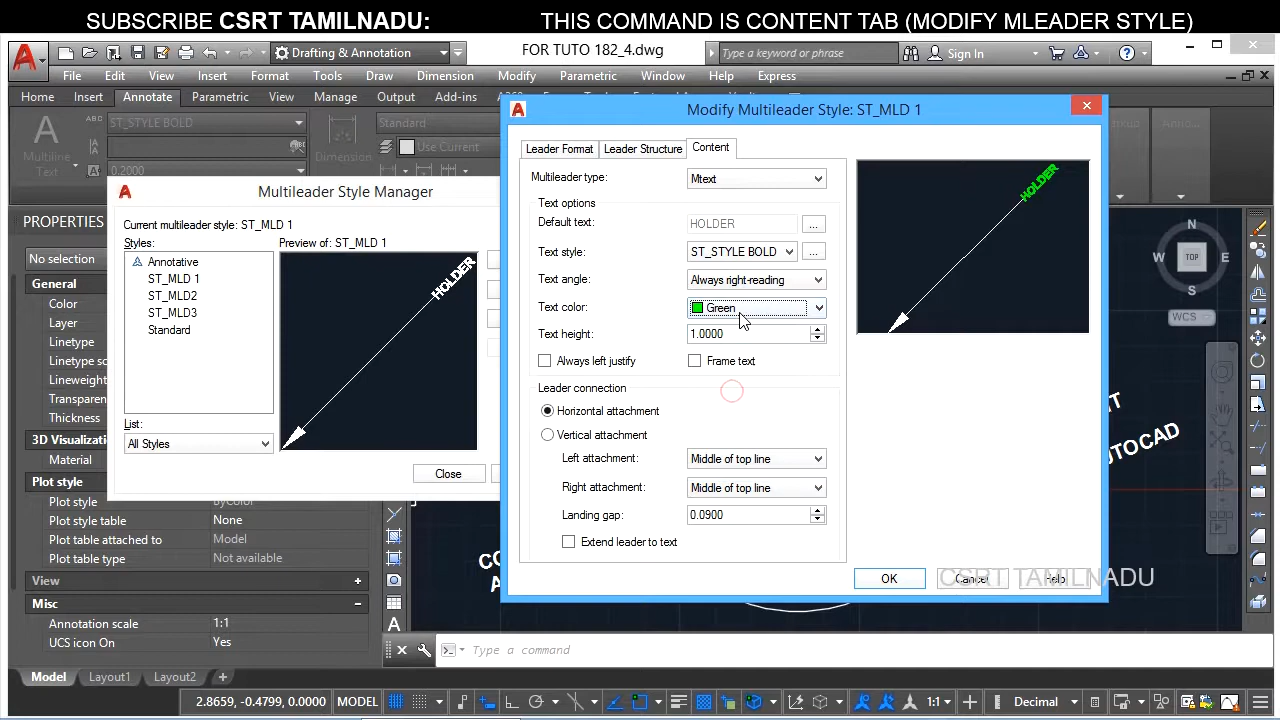 SUBSCRIBE CSRT TAMILNADU: THIS COMMAND IS CONTENT TAB (MODIFY MLEADER STYLE)
Drafting & Annotation FOR TUTO 182_4.dwg Type a keyword or phrase Sign In
File Edit View Insert Format Tools Draw Dimension Modify Parametric Window Help Express
Home Insert Annotate Parametric View Manage Output Add-ins
ST_STYLE BOLD Standard
Multiline Text Dimension Use Current
0.2000
Modify Multileader Style: ST_MLD 1
Leader Format Leader Structure Content
Multileader type: Mtext
Text options
Default text: HOLDER ...
Text style: ST_STYLE BOLD ...
Text angle: Always right-reading
Text color: Green
Text height: 1.0000
Always left justify Frame text
Leader connection
Horizontal attachment
Vertical attachment
Left attachment: Middle of top line
Right attachment: Middle of top line
Landing gap: 0.0900
Extend leader to text
OK Cancel Help
HOLDER
Multileader Style Manager
Current multileader style: ST_MLD 1
Styles: Preview of: ST_MLD 1
Annotative
ST_MLD 1
ST_MLD2
ST_MLD3
Standard
HOLDER
List:
All Styles
Close
PROPERTIES
No selection
General
Color
Layer
Linetype
Linetype sc
Lineweight
Transparen
Thickness
3D Visualiza
Material
Plot style
Plot style ByColor
Plot style table None
Plot table attached to Model
Plot table type Not available
View
Misc
Annotation scale 1:1
UCS icon On Yes
N
W TOP E
S
WCS
UTOCAD
CSRT TAMILNADU
Type a command
Model Layout1 Layout2 +
2.8659, -0.4799, 0.0000 MODEL 1:1 Decimal